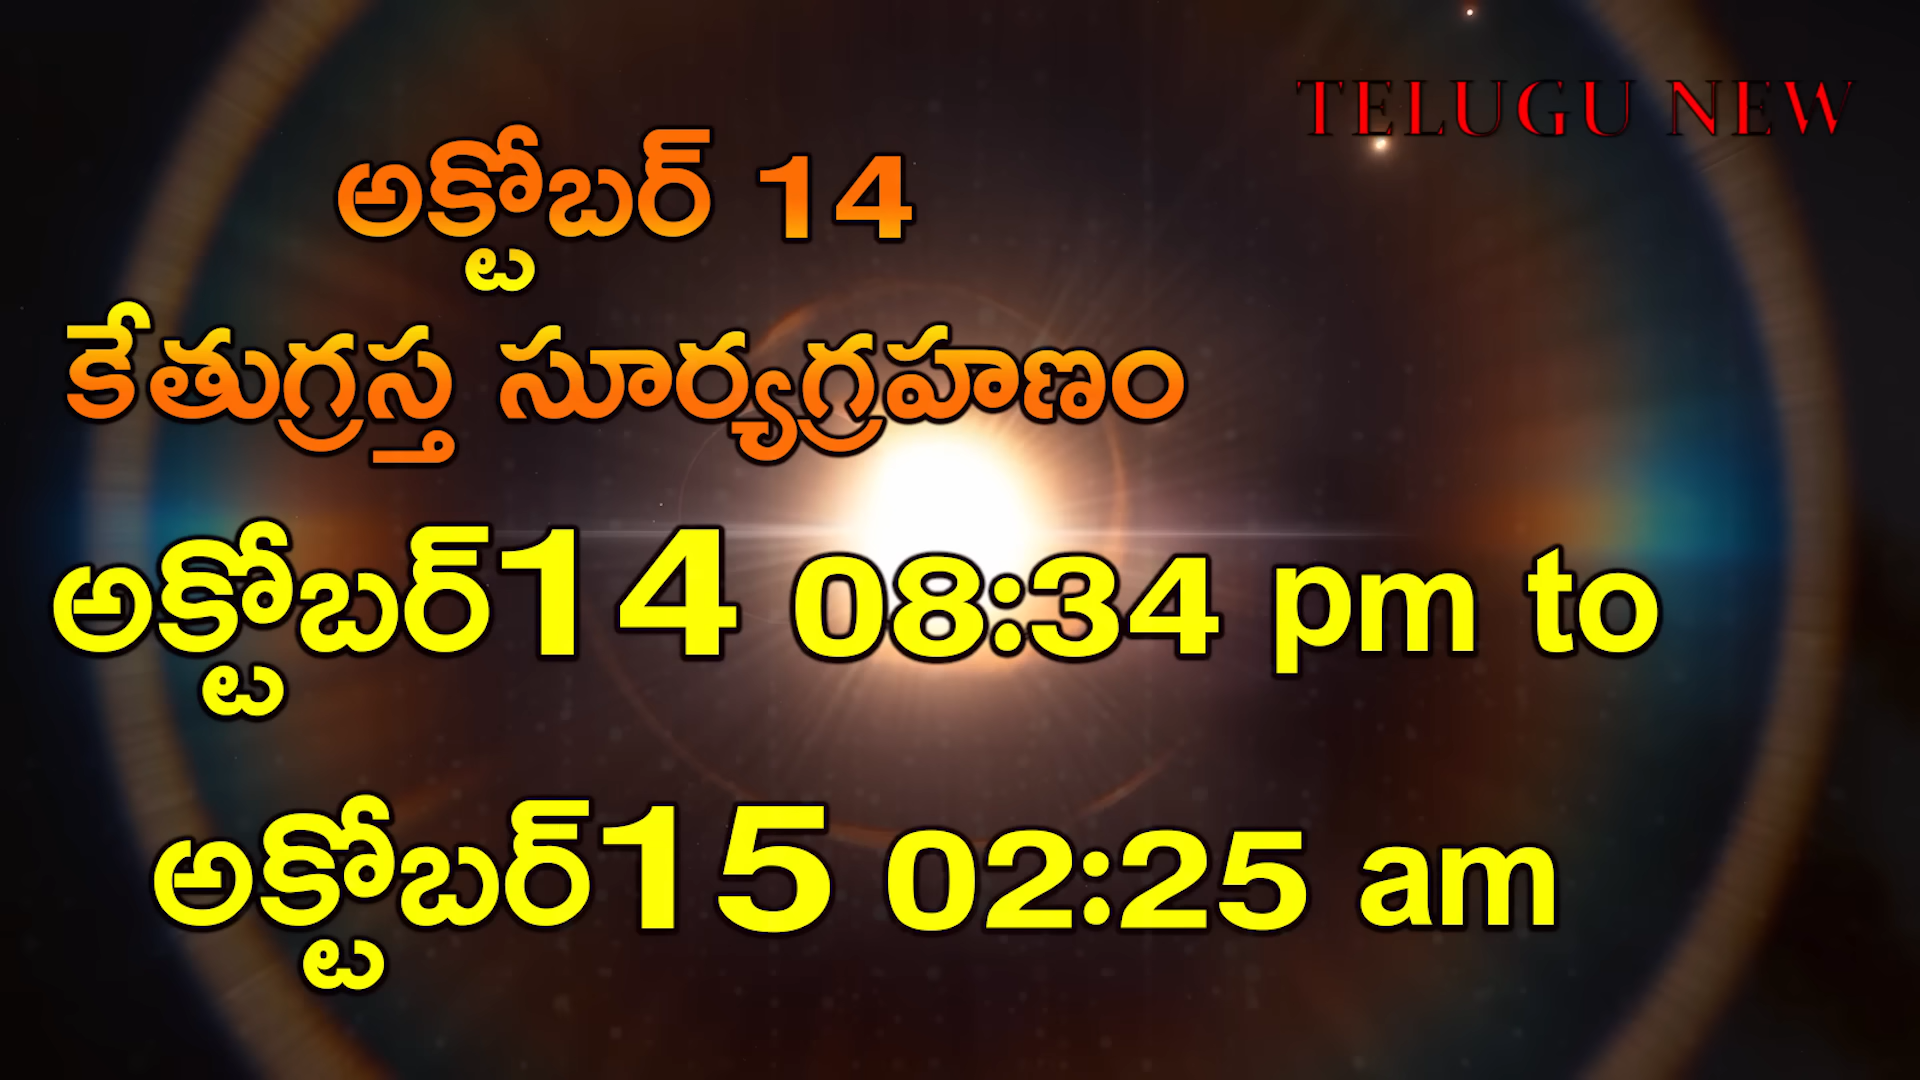 TELUGU NEW
అక్టోబర్ 14
కేతుగ్రస్త సూర్యగ్రహణం
అక్టోబర్14 08:34 pm to
అక్టోబర్15 02:25 am